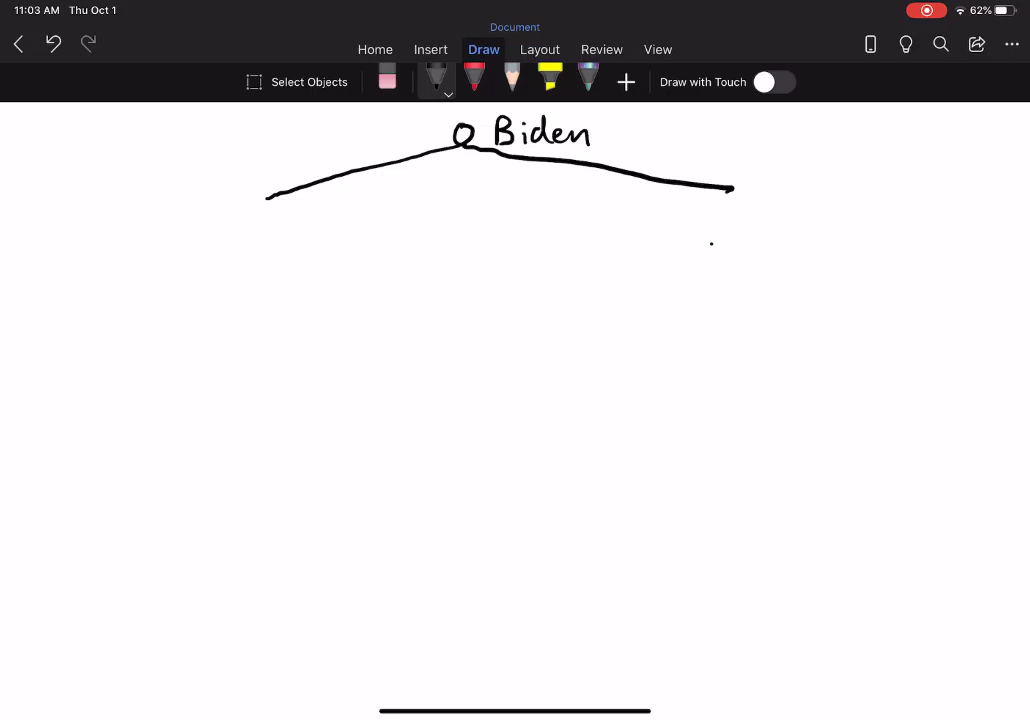 11:03 AM Thu Oct 1 62%
Document
Home Insert Draw Layout Review View
Select Objects Draw with Touch
Biden